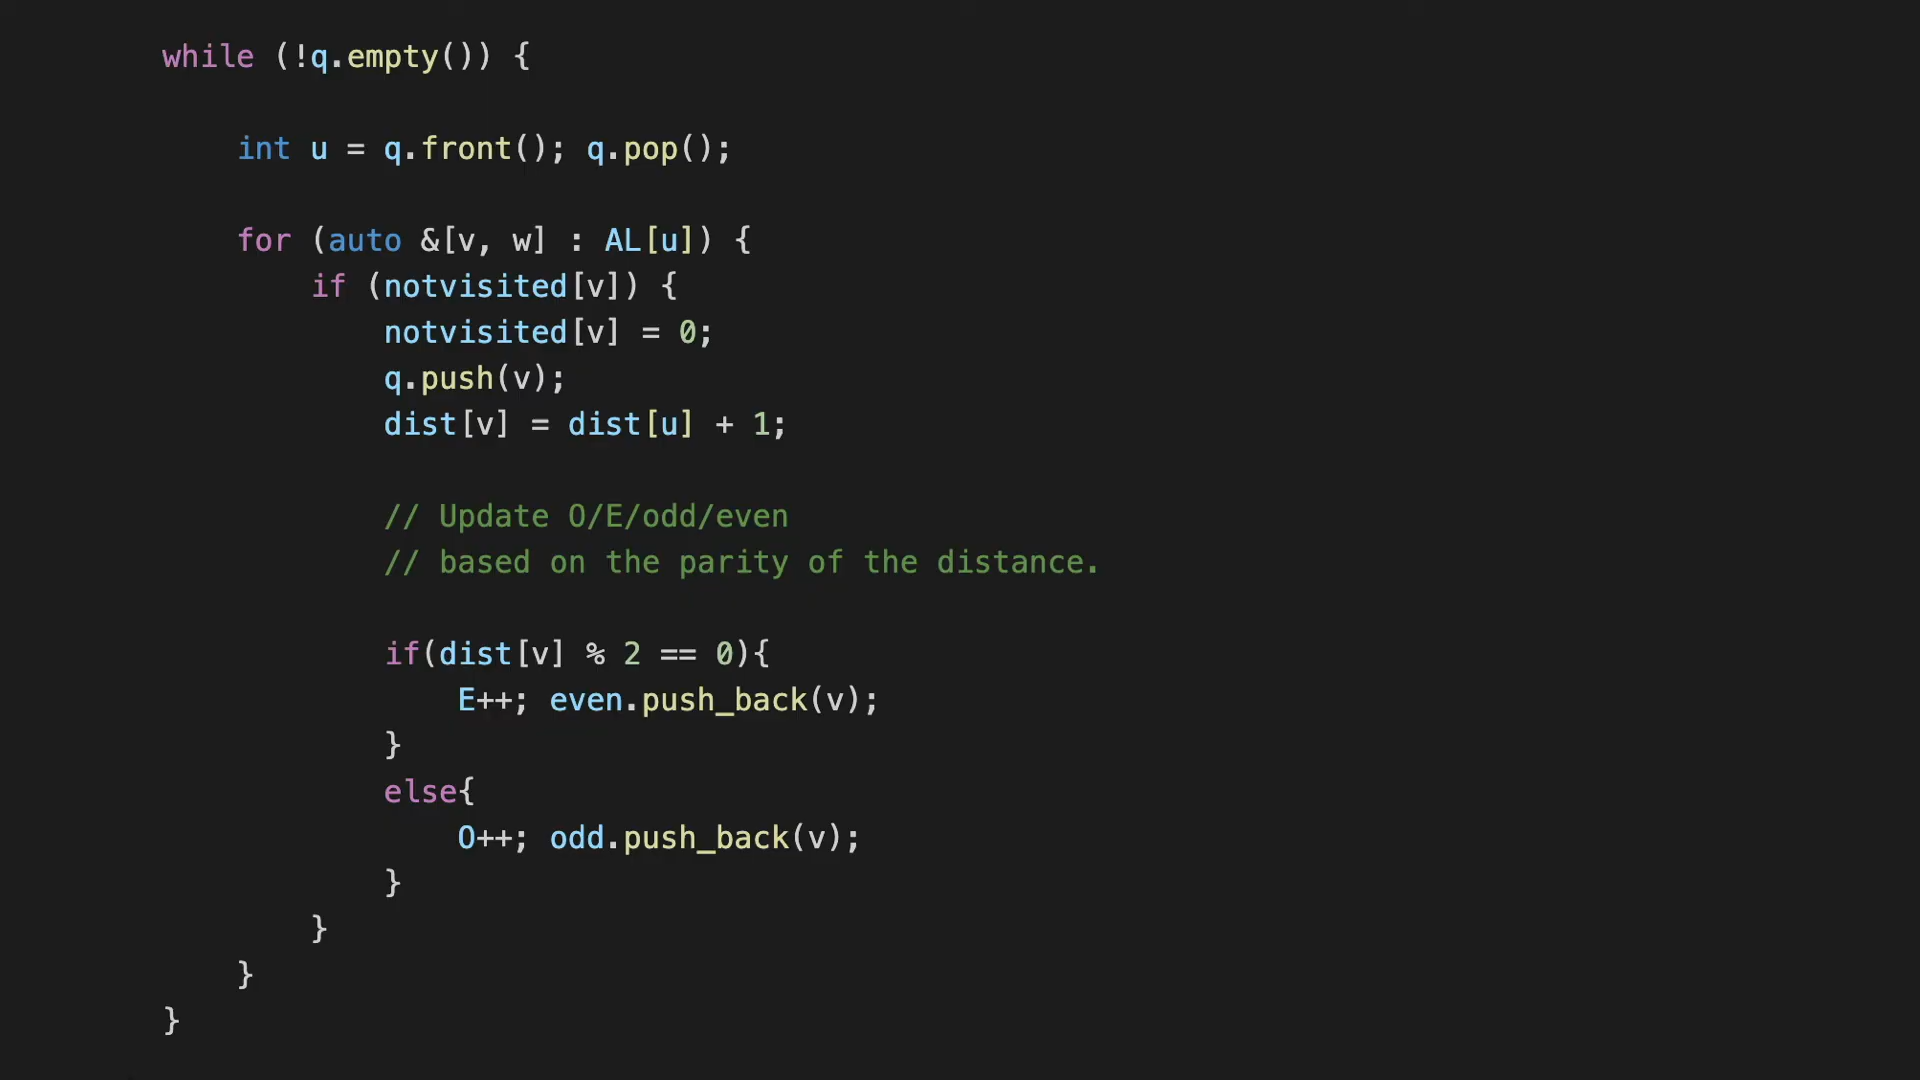 while (!q.empty()) {
int u = q.front(); q.pop();
for (auto &[v, w] : AL[u]) {
if (notvisited[v]) {
notvisited[v] = 0;
q.push(v);
dist[v] = dist[u] + 1;
// Update O/E/odd/even
// based on the parity of the distance.
if(dist[v] % 2 == 0){
E++; even.push_back(v);
}
else{
O++; odd.push_back(v);
}
}
}
}